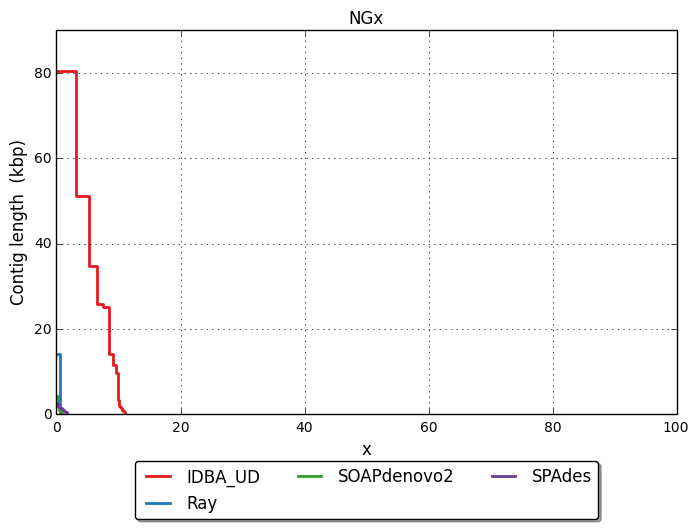 NGx
Contig length (kbp)
80
60
40
20
0
0 20 40 60 80 100
x
IDBA_UD SOAPdenovo2 SPAdes
Ray